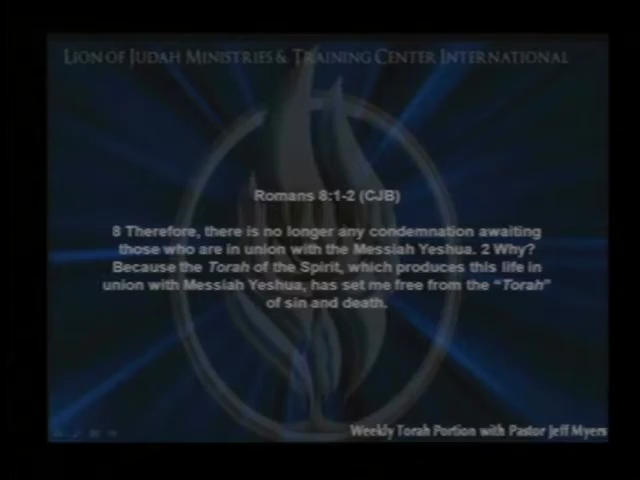 LION OF JUDAH MINISTRIES & TRAINING CENTER INTERNATIONAL
Romans 8:1-2 (CJB)
8 Therefore, there is no longer any condemnation awaiting
those who are in union with the Messiah Yeshua. 2 Why?
Because the Torah of the Spirit, which produces this life in
union with Messiah Yeshua, has set me free from the “Torah”
of sin and death.
Weekly Torah Portion with Pastor Jeff Myers